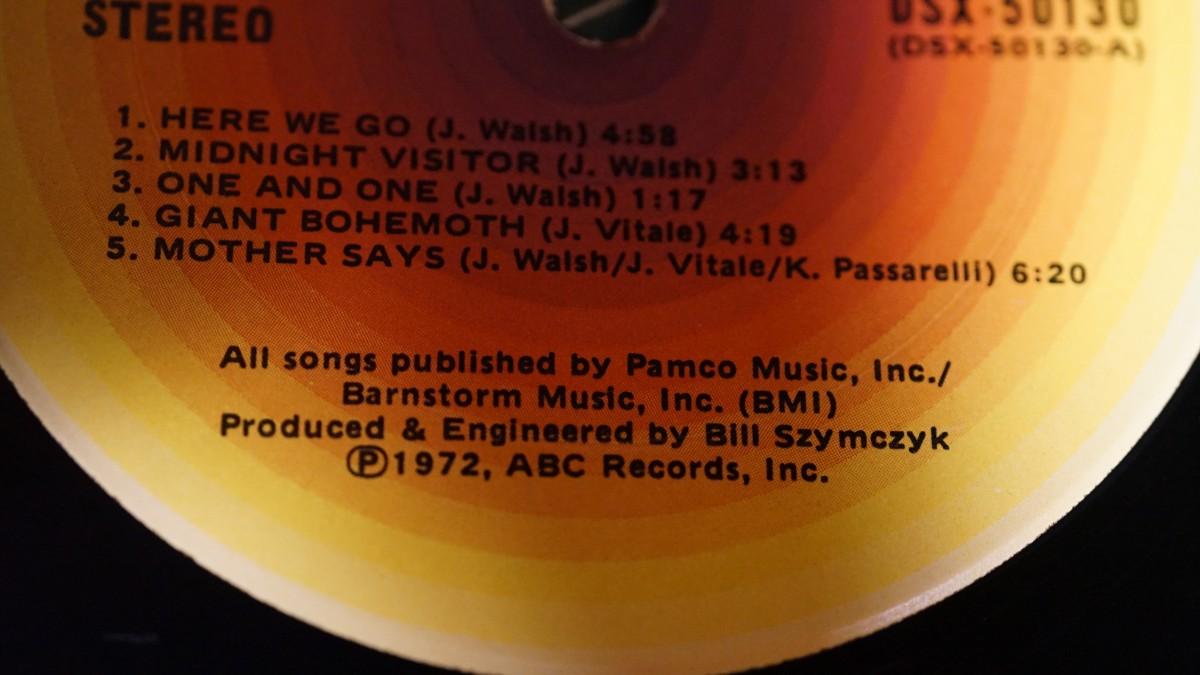 STEREO
DSX-50130
(DSX-50130-A)
1. HERE WE GO (J. Walsh) 4:58
2. MIDNIGHT VISITOR (J. Walsh) 3:13
3. ONE AND ONE (J. Walsh) 1:17
4. GIANT BOHEMOTH (J. Vitale) 4:19
5. MOTHER SAYS (J. Walsh/J. Vitale/K. Passarelli) 6:20
All songs published by Pamco Music, Inc./
Barnstorm Music, Inc. (BMI)
Produced & Engineered by Bill Szymczyk
Ⓟ1972, ABC Records, Inc.